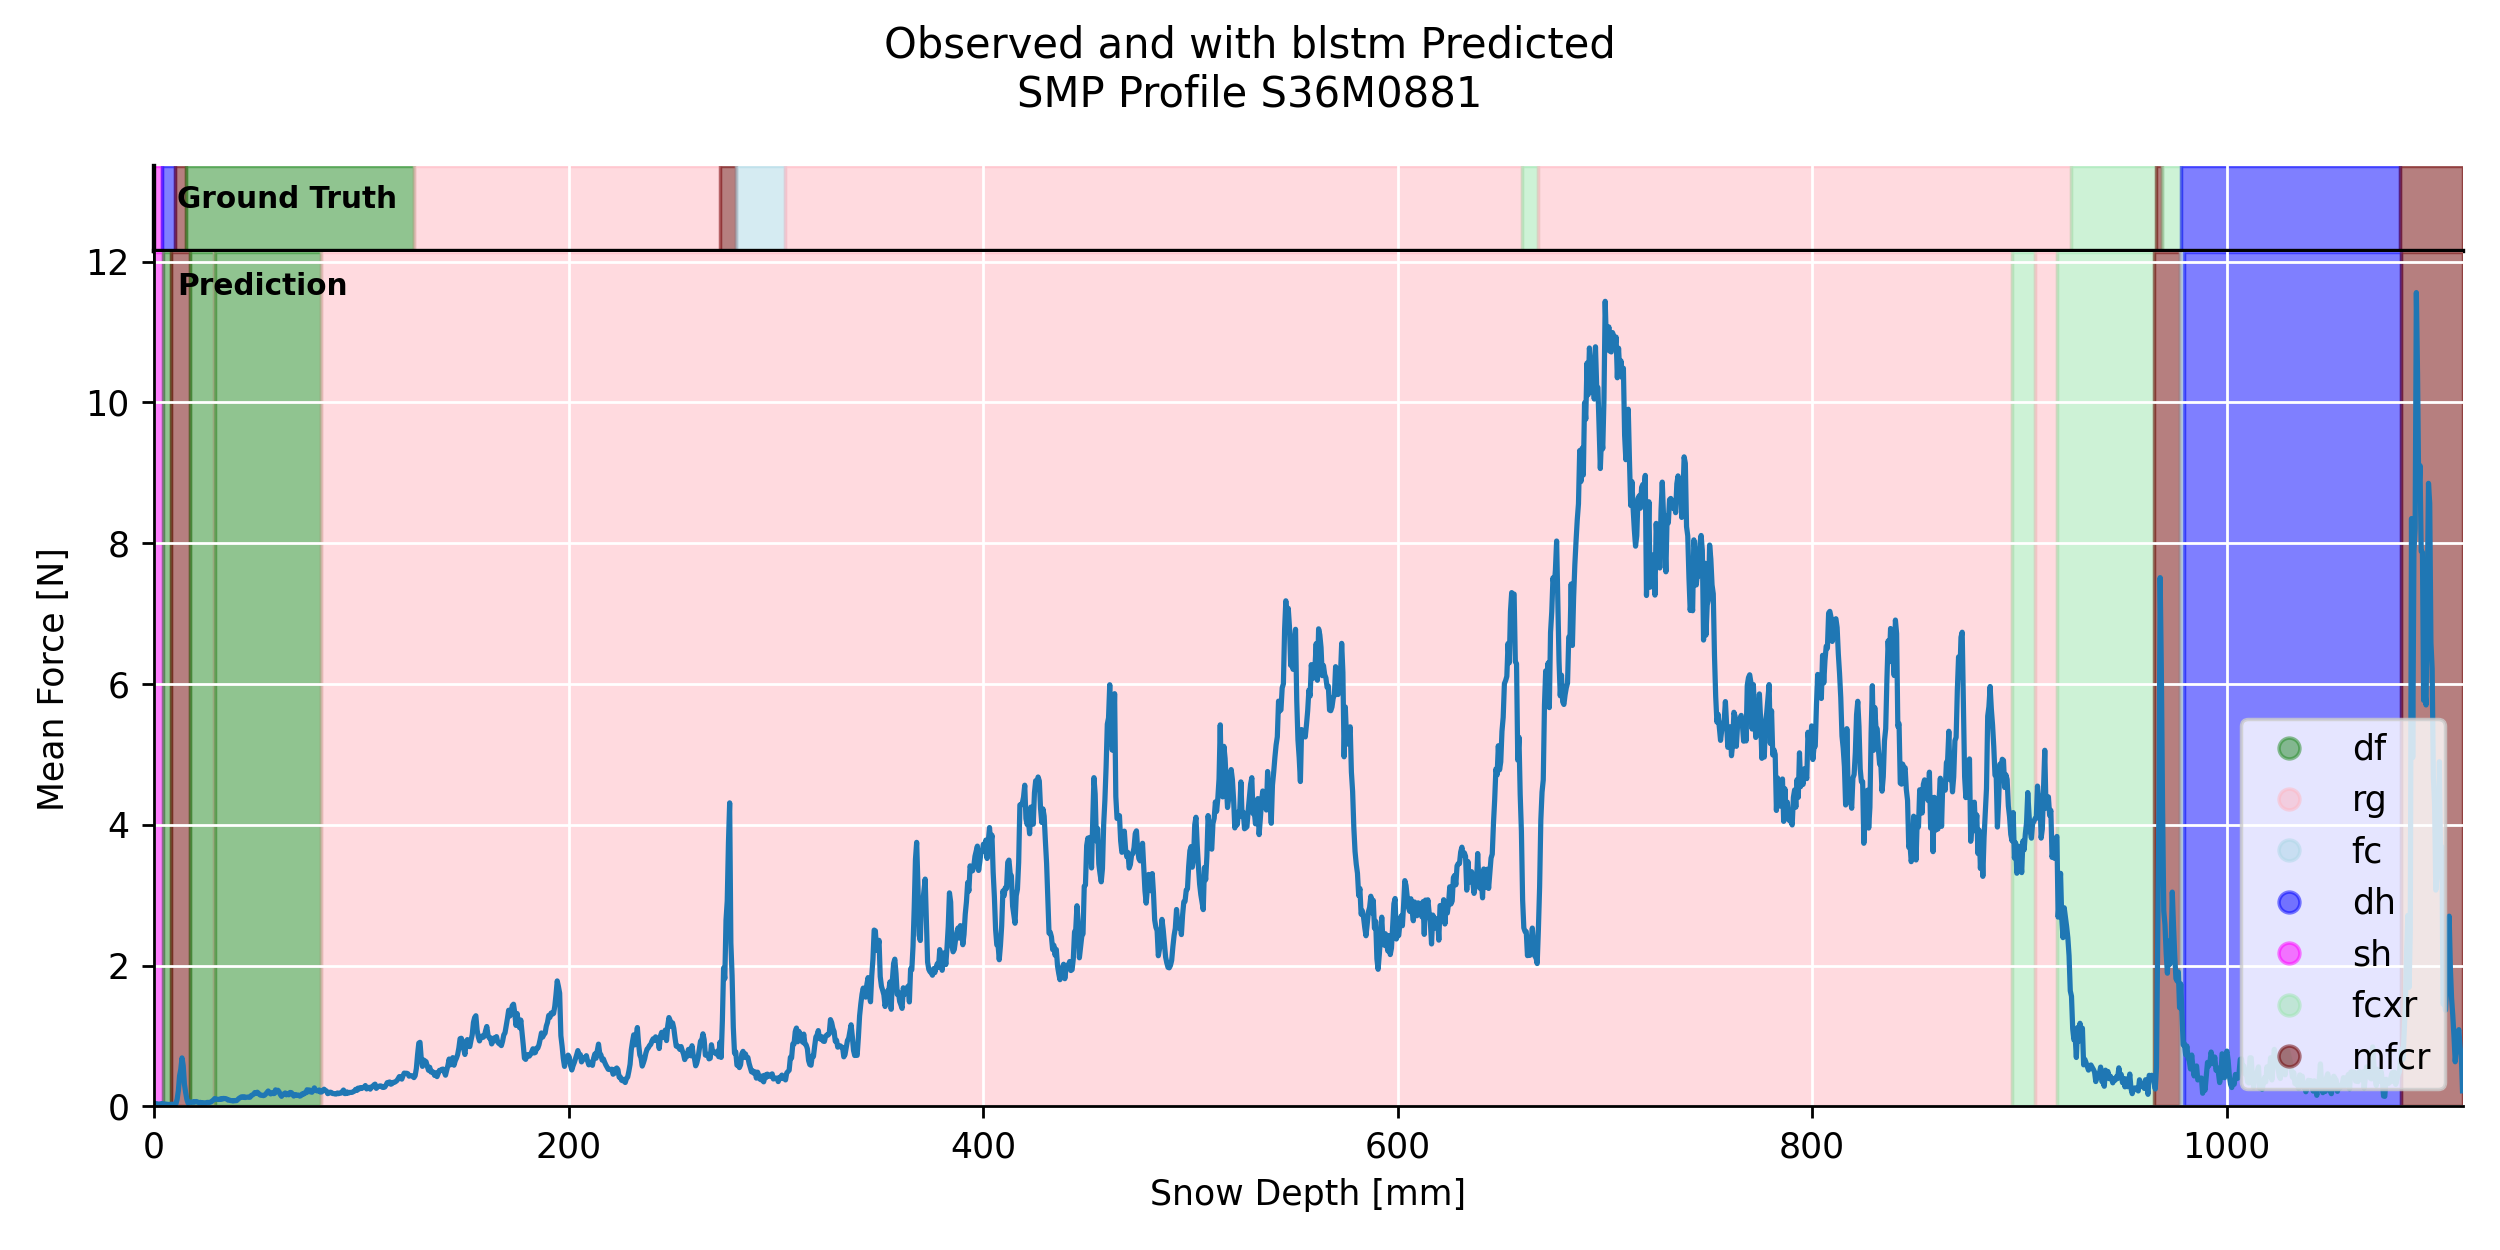 Observed and with blstm Predicted
SMP Profile S36M0881
Ground Truth
Prediction
12
10
8
6
4
2
0
Mean Force [N]
0 200 400 600 800 1000
Snow Depth [mm]
df
rg
fc
dh
sh
fcxr
mfcr